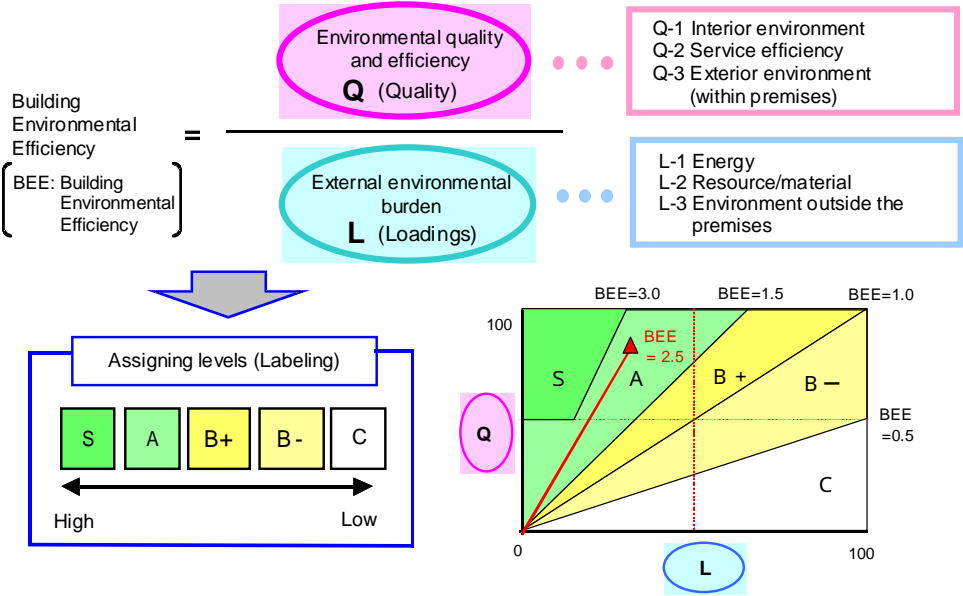 Building
Environmental
Efficiency
BEE: Building
Environmental
Efficiency
=
Environmental quality
and efficiency
Q (Quality)
External environmental
burden
L (Loadings)
Q-1 Interior environment
Q-2 Service efficiency
Q-3 Exterior environment
(within premises)
L-1 Energy
L-2 Resource/material
L-3 Environment outside the
premises
Assigning levels (Labeling)
S A B+ B- C
High Low
BEE=3.0 BEE=1.5 BEE=1.0
100
BEE
= 2.5
S A B + B −
Q
BEE
=0.5
C
0 100
L